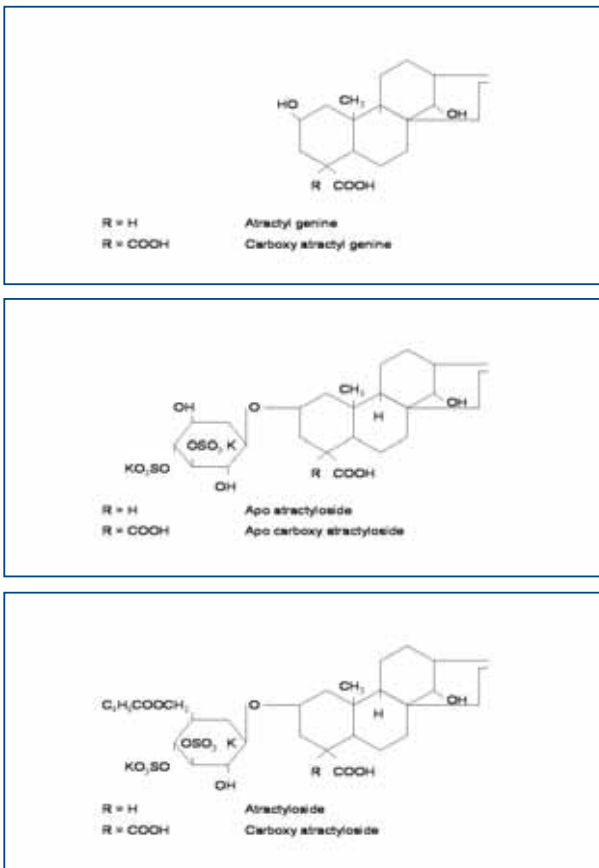 HO
CH₃
OH
R COOH
R = H Atractyl genine
R = COOH Carboxy atractyl genine
CH₃
OH
O
OH
H
OSO₃ K
KO₃SO
R COOH
OH
R = H Apo atractyloside
R = COOH Apo carboxy atractyloside
CH₃
OH
C₄H₉COOCH₂
O
H
OSO₃ K
KO₃SO
R COOH
OH
R = H Atractyloside
R = COOH Carboxy atractyloside